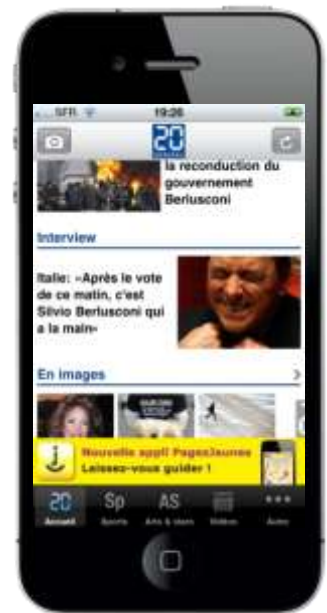 SFR 19:26
20
la reconduction du
gouvernement
Berlusconi
Interview
Italie: «Après le vote
de ce matin, c'est
Silvio Berlusconi qui
a la main»
En images
Nouvelle appli PagesJaunes
Laissez-vous guider !
20 Sp AS
Accueil Sports Arts & stars Vidéos Autre